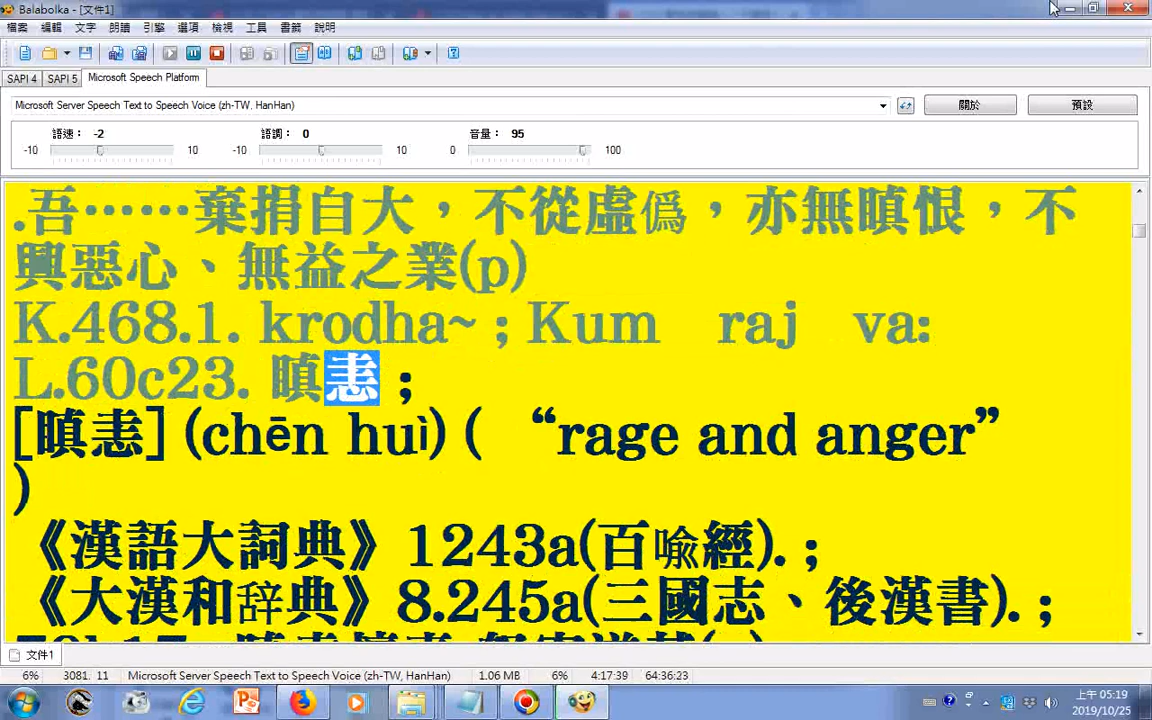 Balabolka - [文件1]
檔案 編輯 文字 朗讀 引擎 選項 檢視 工具 書籤 說明
SAPI 4 SAPI 5 Microsoft Speech Platform
Microsoft Server Speech Text to Speech Voice (zh-TW, HanHan) 關於 預設
語速： -2 語調： 0 音量： 95
-10 10 -10 10 0 100
.吾……棄捐自大，不從虛僞，亦無瞋恨，不
興惡心、無益之業(p)
K.468.1. krodha~ ; Kum raj va:
L.60c23. 瞋恚 ;
[瞋恚] (chēn huì) ( “rage and anger”
)
《漢語大詞典》1243a(百喩經). ;
《大漢和辞典》8.245a(三國志、後漢書). ;
文件1
6% 3081. 11 Microsoft Server Speech Text to Speech Voice (zh-TW, HanHan) 1.06 MB 6% 4:17:39 64:36:23
上午 05:19
2019/10/25